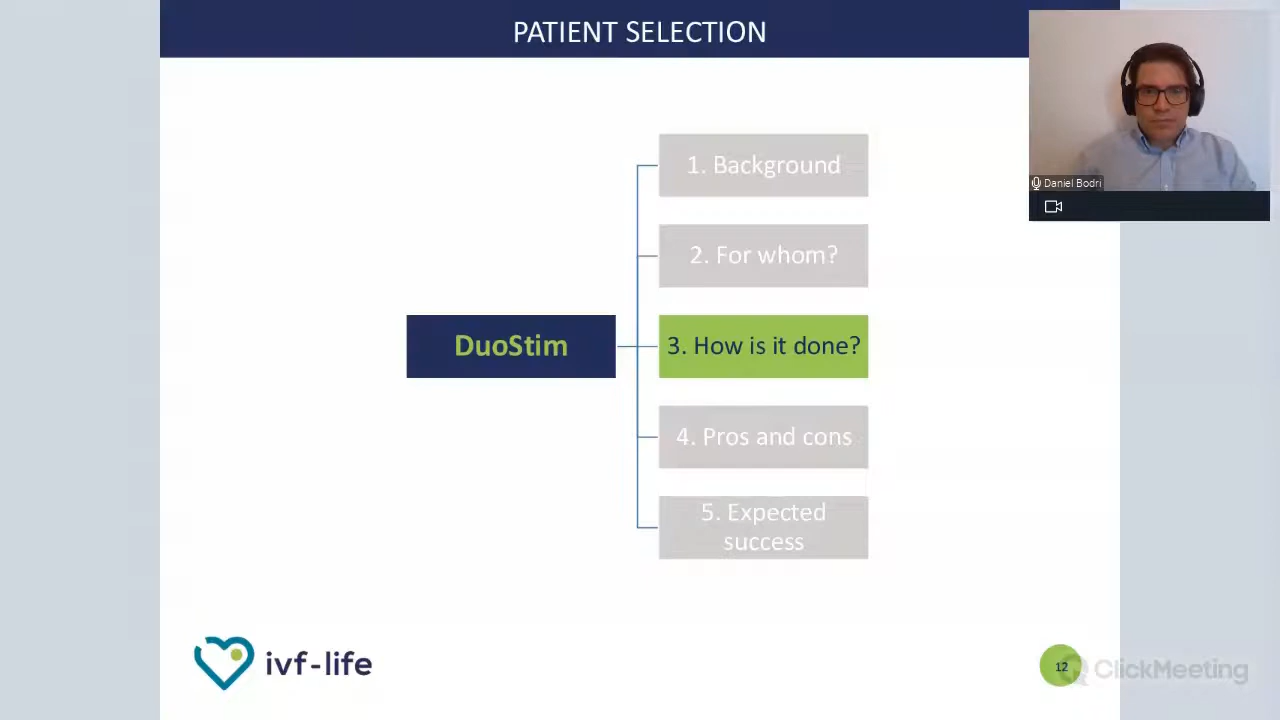 PATIENT SELECTION
Daniel Bodri
1. Background
2. For whom?
DuoStim
3. How is it done?
4. Pros and cons
5. Expected
success
ivf-life
12
ClickMeeting